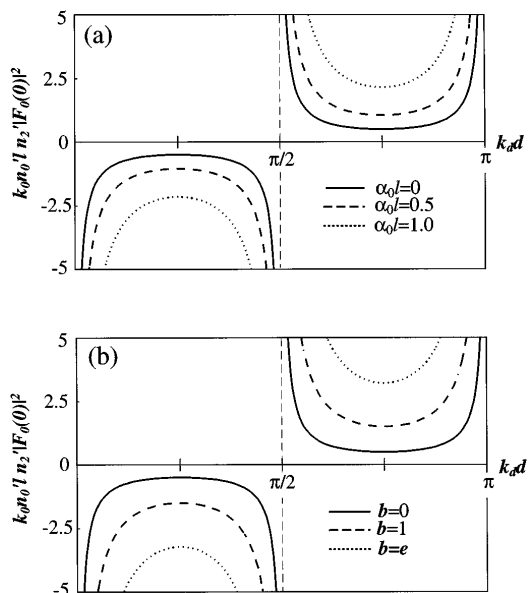 (a)
5
2.5
0
-2.5
-5
k₀n₀'l n₂'|F₀(0)|²
π/2
π
k_d d
α₀l=0
α₀l=0.5
α₀l=1.0
(b)
5
2.5
0
-2.5
-5
k₀n₀'l n₂'|F₀(0)|²
π/2
π
k_d d
b=0
b=1
b=e